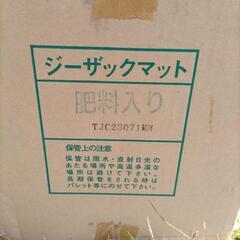 ジーザックマット
肥料入り
TJC23071MM
保管上の注意
保管は雨水・直射日光の
あたる場所や高温多湿な
場所は避けて下さい。
長期保管をされる時は
パレット等にのせて下さい。